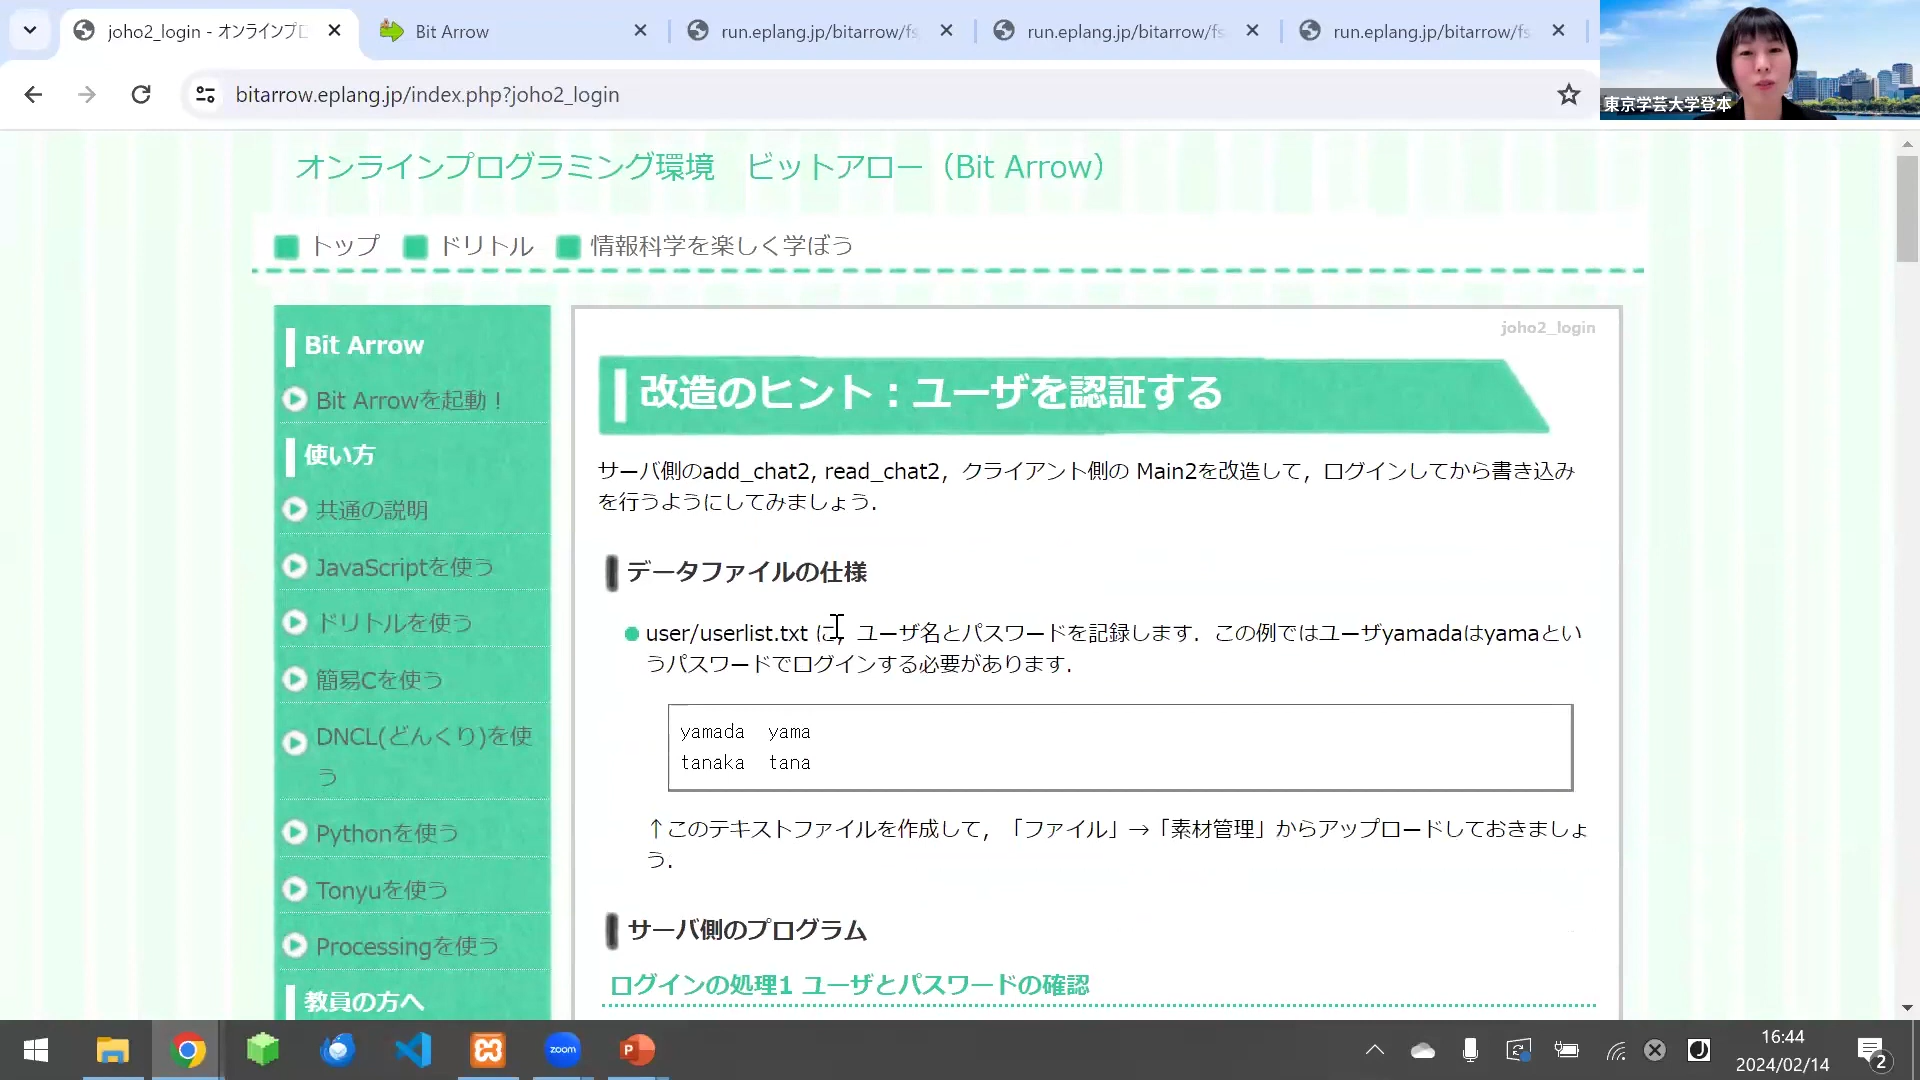 joho2_login - オンラインプロ
Bit Arrow
run.eplang.jp/bitarrow/fs
run.eplang.jp/bitarrow/fs
run.eplang.jp/bitarrow/fs
bitarrow.eplang.jp/index.php?joho2_login
東京学芸大学登本
オンラインプログラミング環境　ビットアロー（Bit Arrow）
トップ ドリトル 情報科学を楽しく学ぼう
Bit Arrow
Bit Arrowを起動！
使い方
共通の説明
JavaScriptを使う
ドリトルを使う
簡易Cを使う
DNCL(どんくり)を使
う
Pythonを使う
Tonyuを使う
Processingを使う
教員の方へ
joho2_login
改造のヒント：ユーザを認証する
サーバ側のadd_chat2, read_chat2，クライアント側の Main2を改造して，ログインしてから書き込み
を行うようにしてみましょう．
データファイルの仕様
user/userlist.txt に，ユーザ名とパスワードを記録します．この例ではユーザyamadaはyamaとい
うパスワードでログインする必要があります．
yamada yama
tanaka tana
↑このテキストファイルを作成して，「ファイル」→「素材管理」からアップロードしておきましょ
う．
サーバ側のプログラム
ログインの処理1 ユーザとパスワードの確認
zoom
16:44
2024/02/14
2